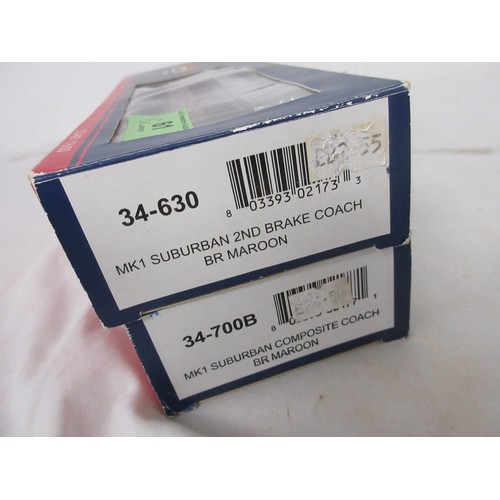 34-630
8 03393 02173 3
MK1 SUBURBAN 2ND BRAKE COACH
BR MAROON
34-700B
MK1 SUBURBAN COMPOSITE COACH
BR MAROON